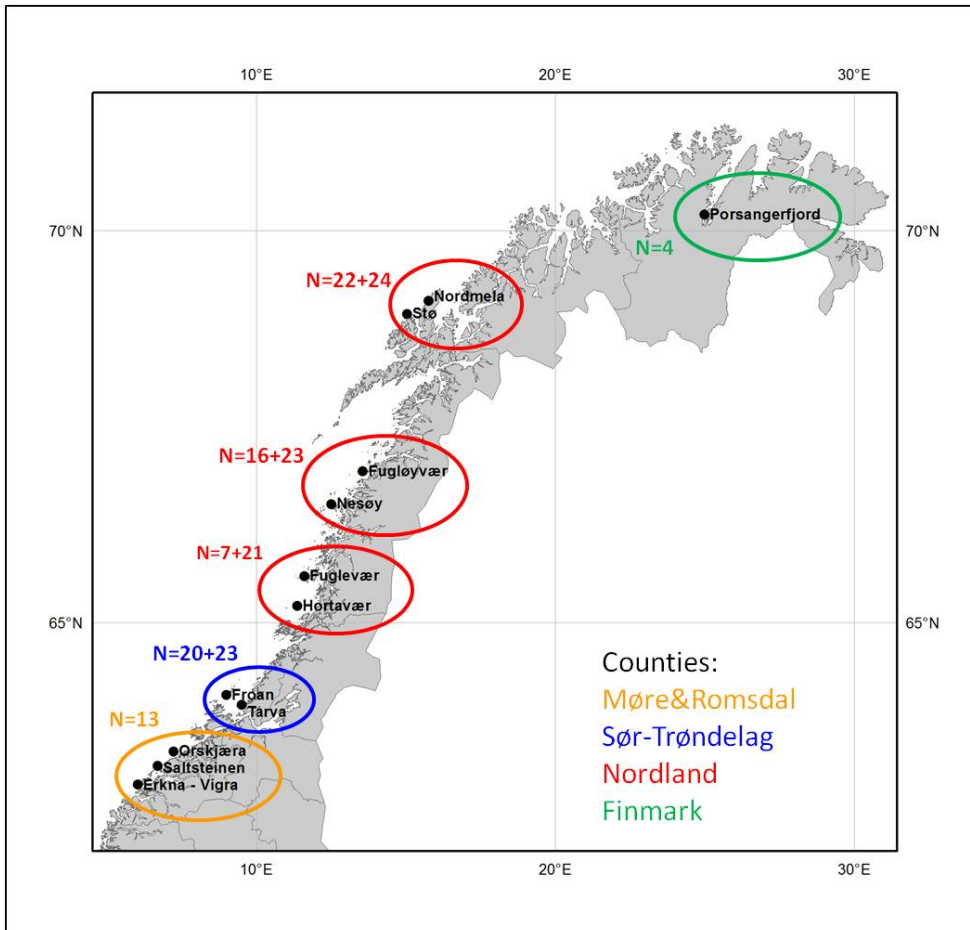 10°E 20°E 30°E
70°N 70°N
Porsangerfjord
N=4
N=22+24
Nordmela
Stø
N=16+23
Fugløyvær
Nesøy
N=7+21
Fuglevær
Hortavær
65°N 65°N
N=20+23
Froan
Tarva
N=13
Orskjæra
Saltsteinen
Erkna - Vigra
Counties:
Møre&Romsdal
Sør-Trøndelag
Nordland
Finmark
10°E 20°E 30°E